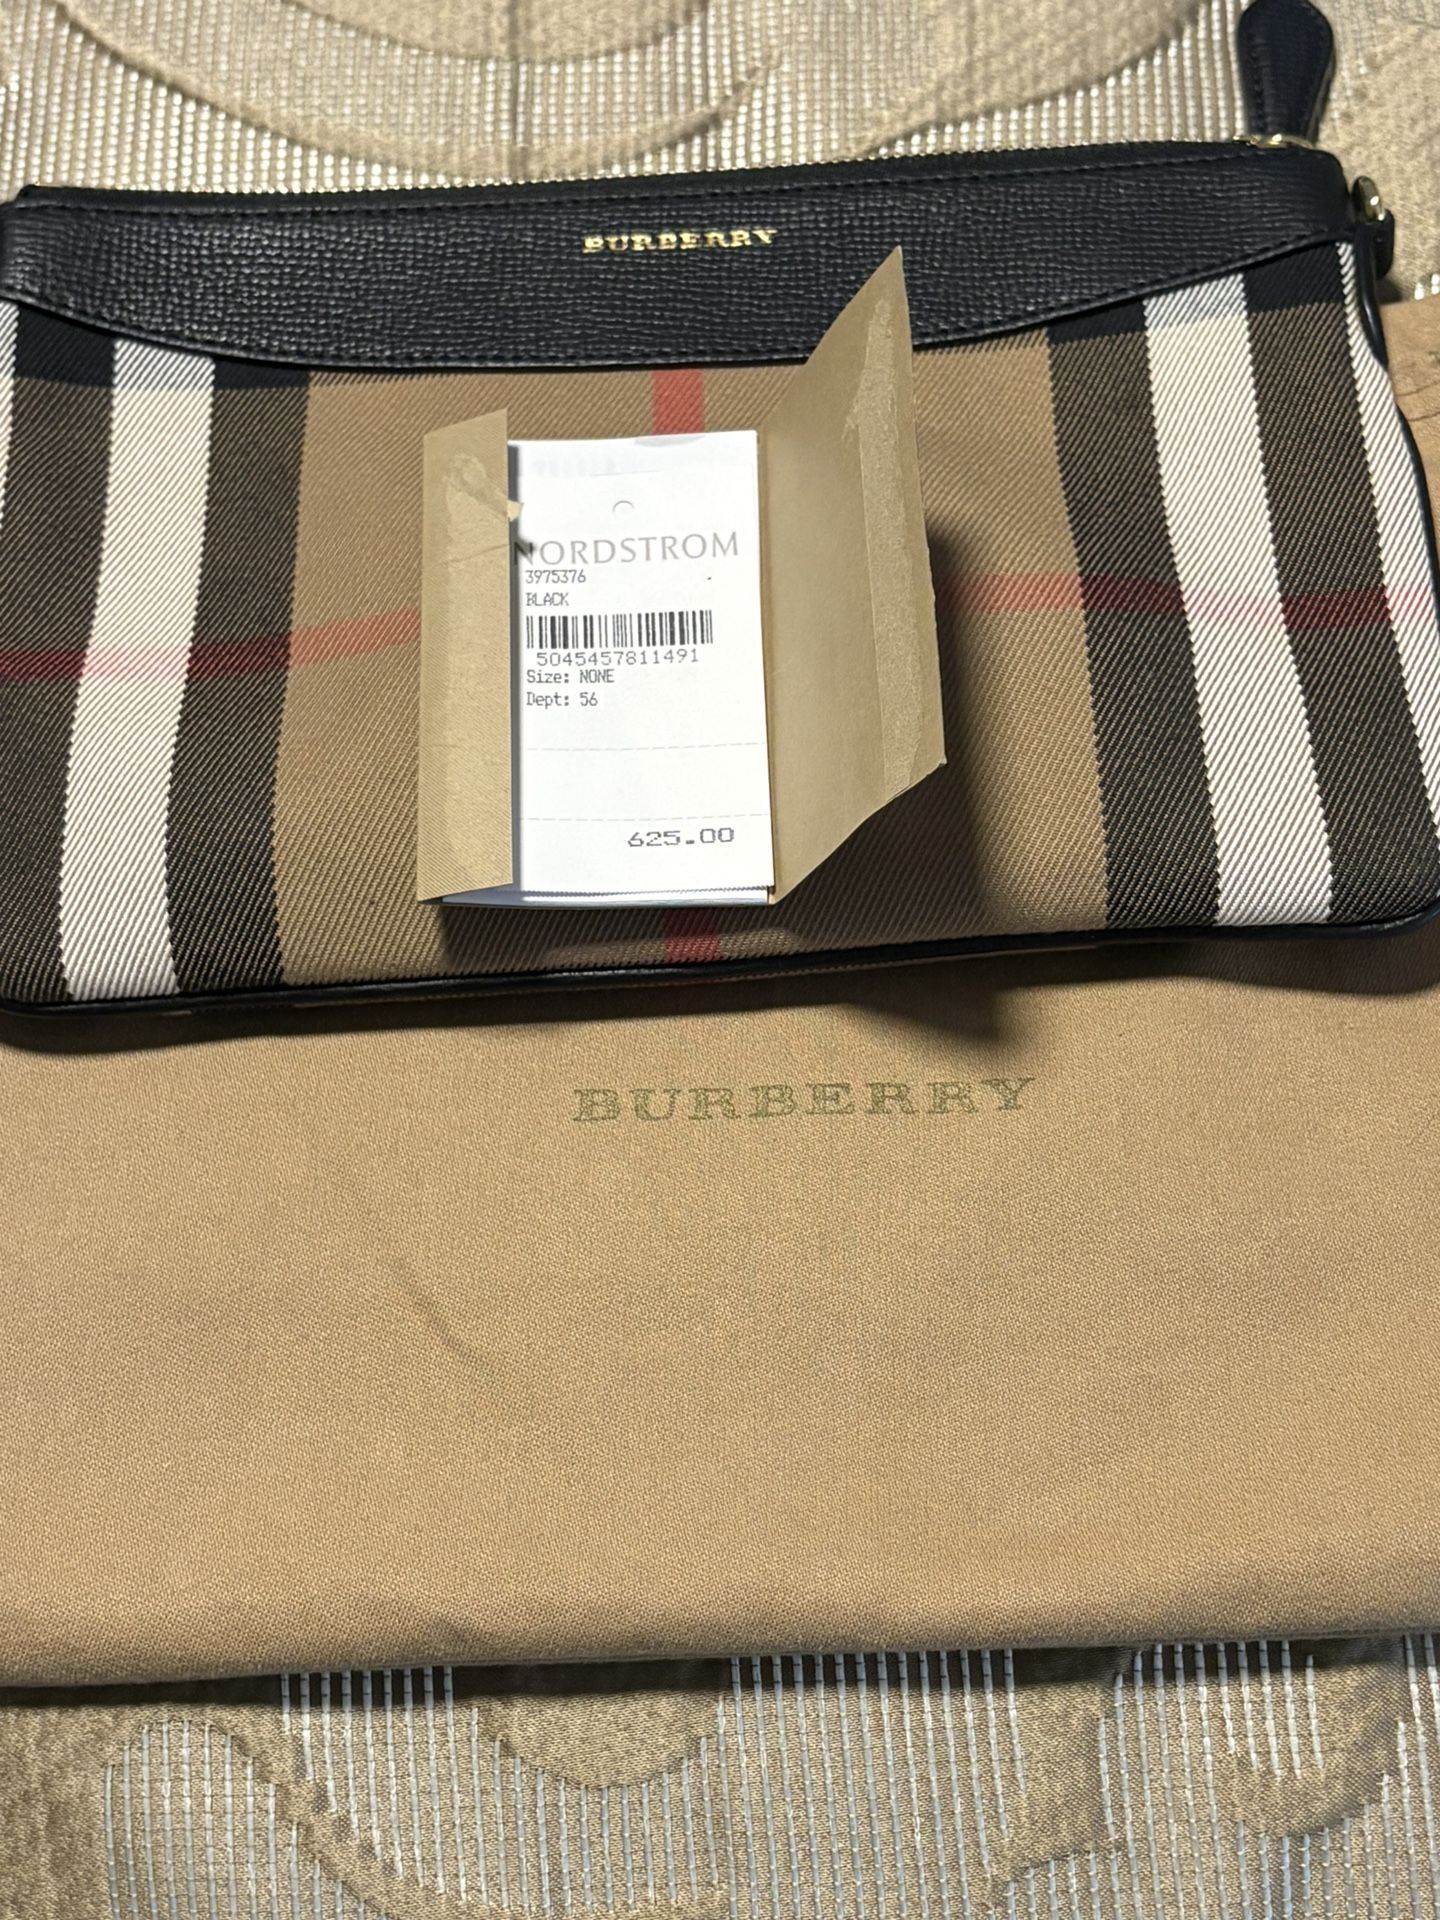 BURBERRY
NORDSTROM
3975376
BLACK
5045457811491
Size: NONE
Dept: 56
625.00
BURBERRY